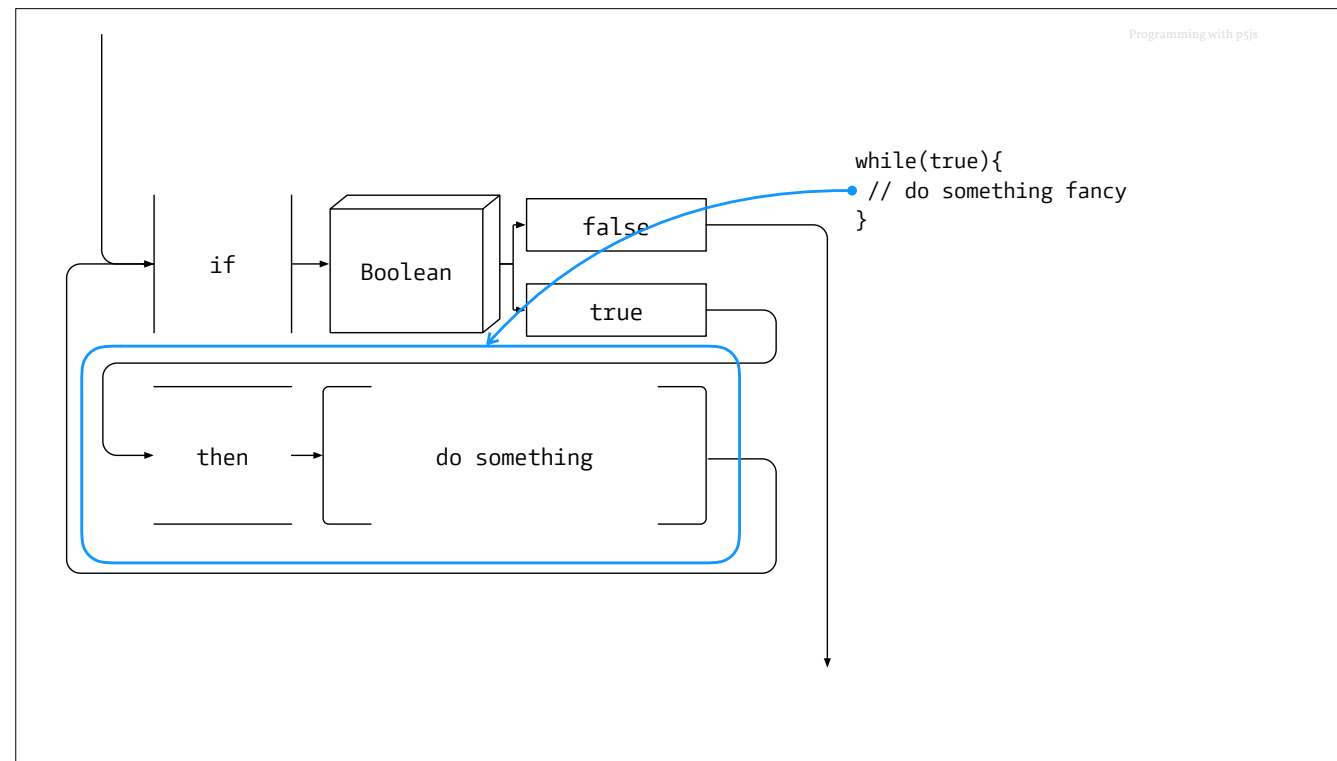 Programming with p5js
while(true){
// do something fancy
}
false
if
Boolean
true
then
do something